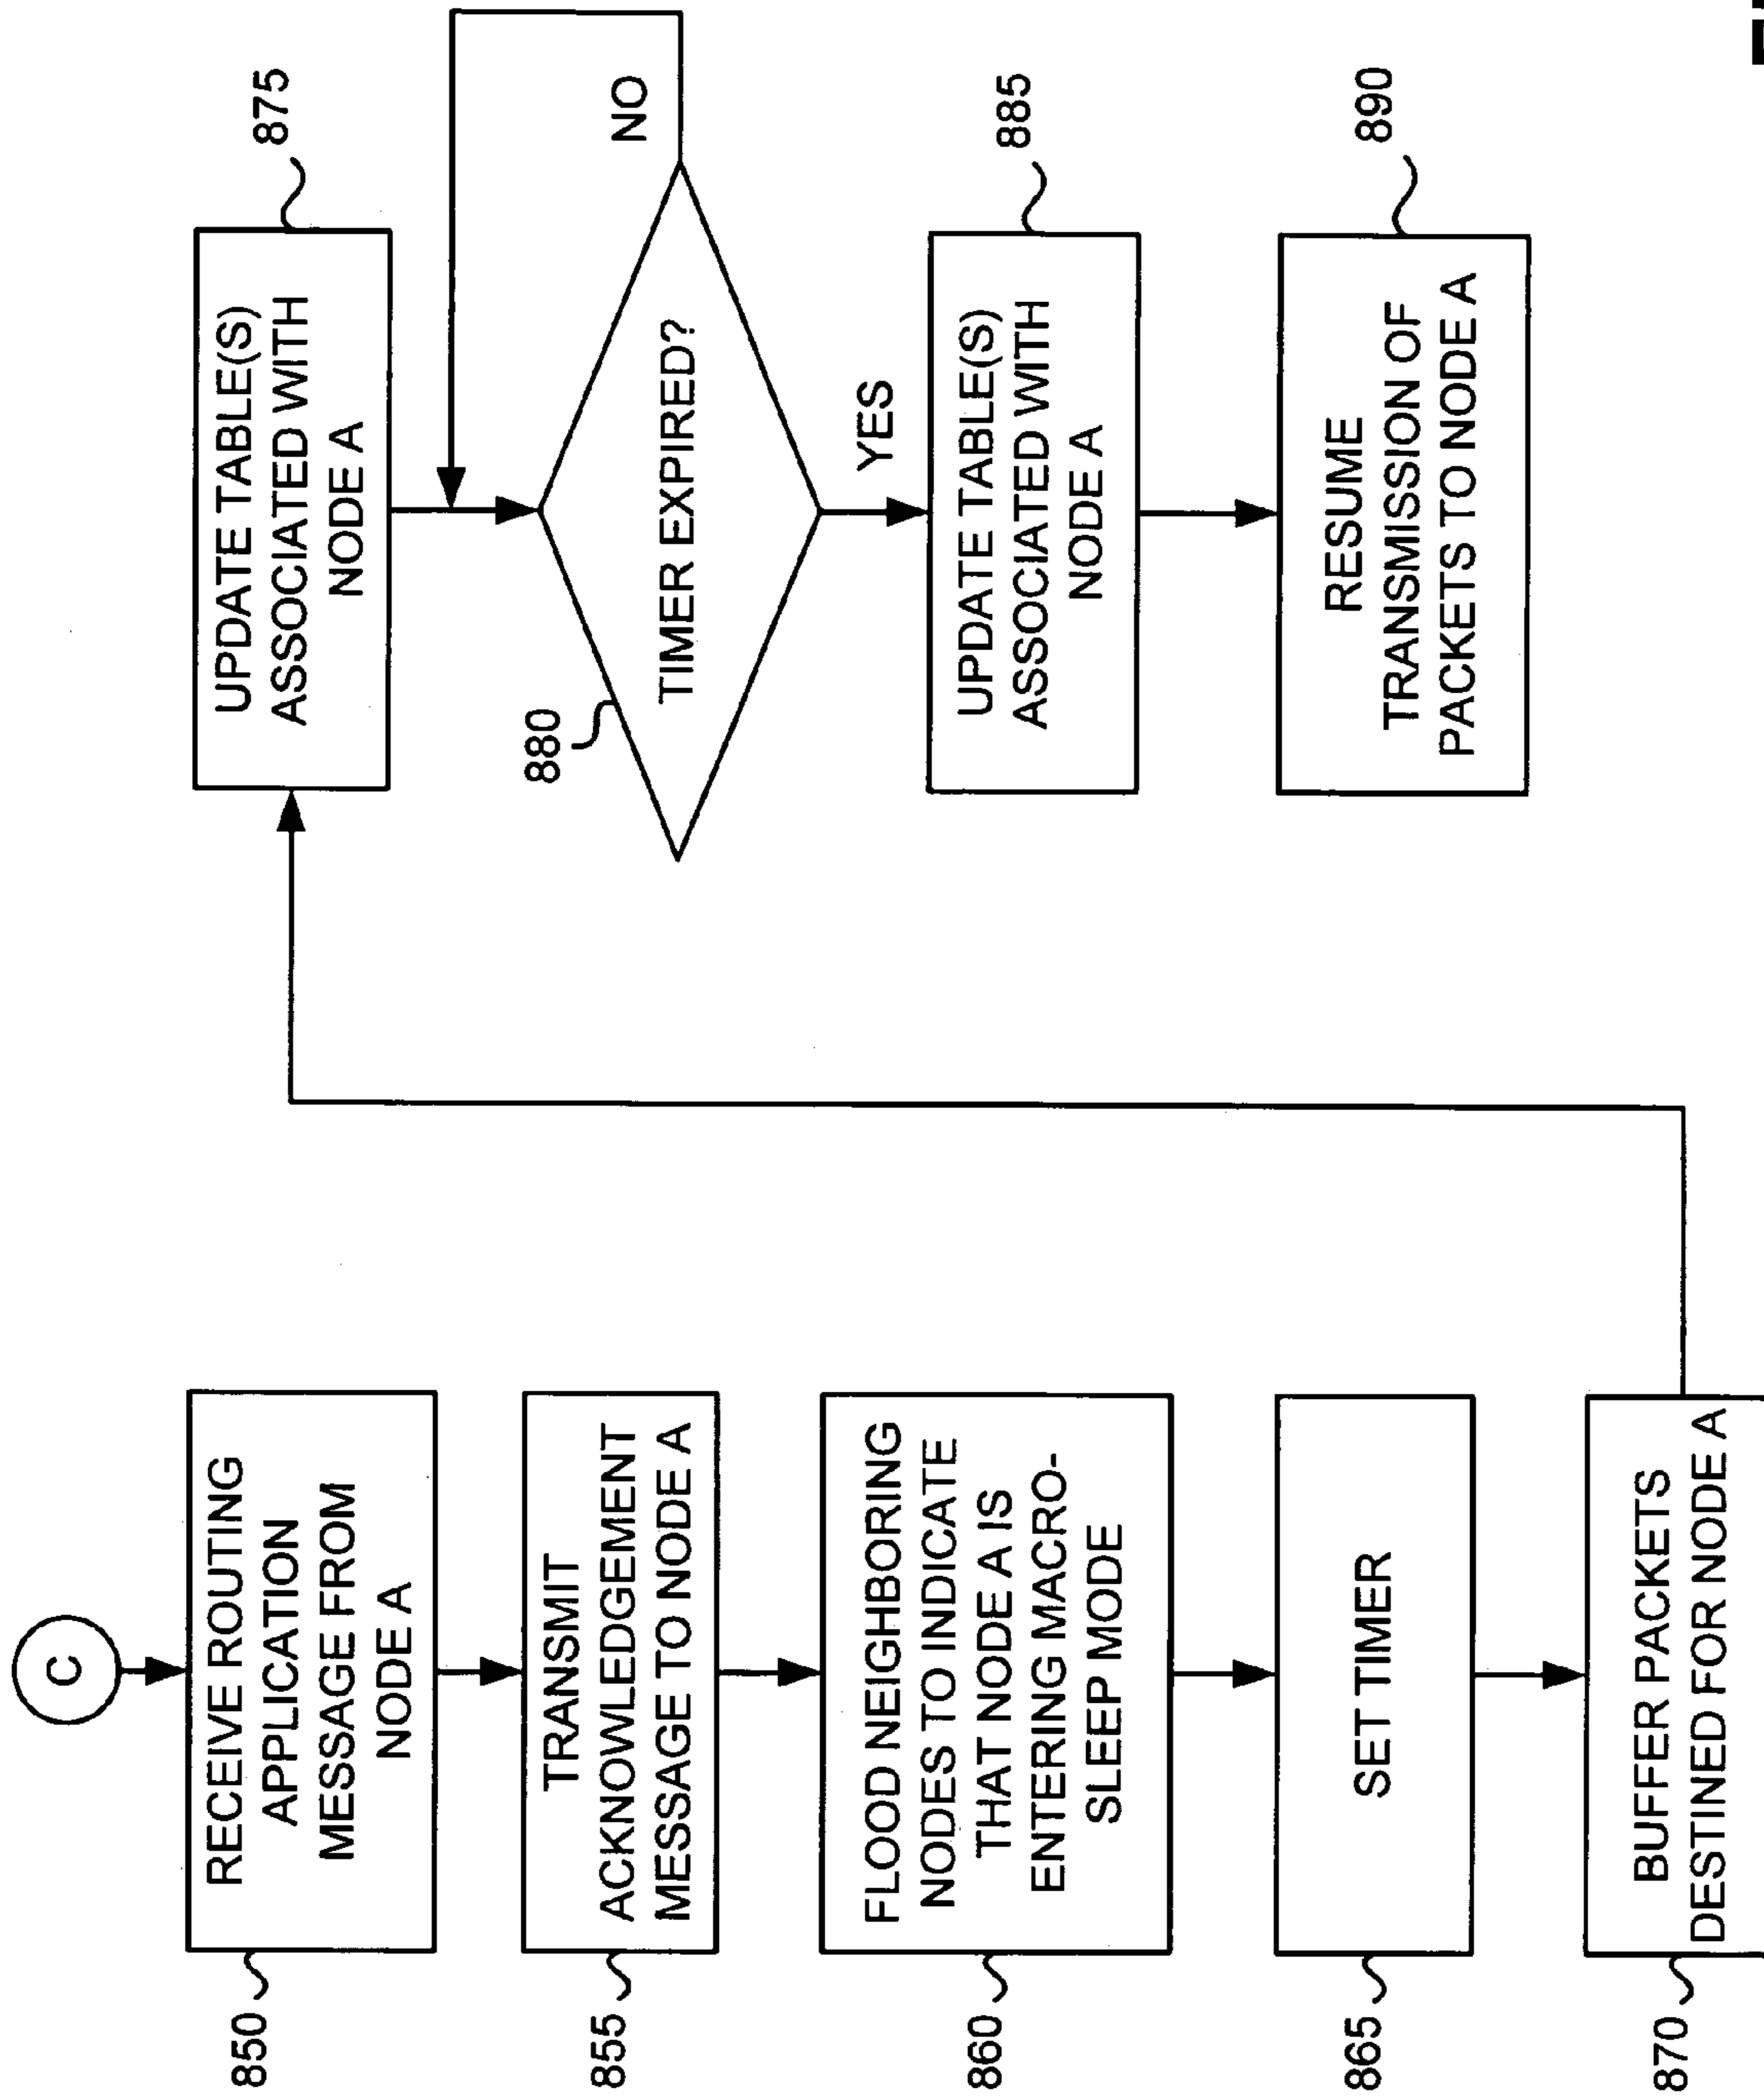 C
850
RECEIVE ROUTING
APPLICATION
MESSAGE FROM
NODE A
855
TRANSMIT
ACKNOWLEDGEMENT
MESSAGE TO NODE A
860
FLOOD NEIGHBORING
NODES TO INDICATE
THAT NODE A IS
ENTERING MACRO-
SLEEP MODE
865
SET TIMER
870
BUFFER PACKETS
DESTINED FOR NODE A
875
UPDATE TABLE(S)
ASSOCIATED WITH
NODE A
880
TIMER EXPIRED?
NO
YES
885
UPDATE TABLE(S)
ASSOCIATED WITH
NODE A
890
RESUME
TRANSMISSION OF
PACKETS TO NODE A